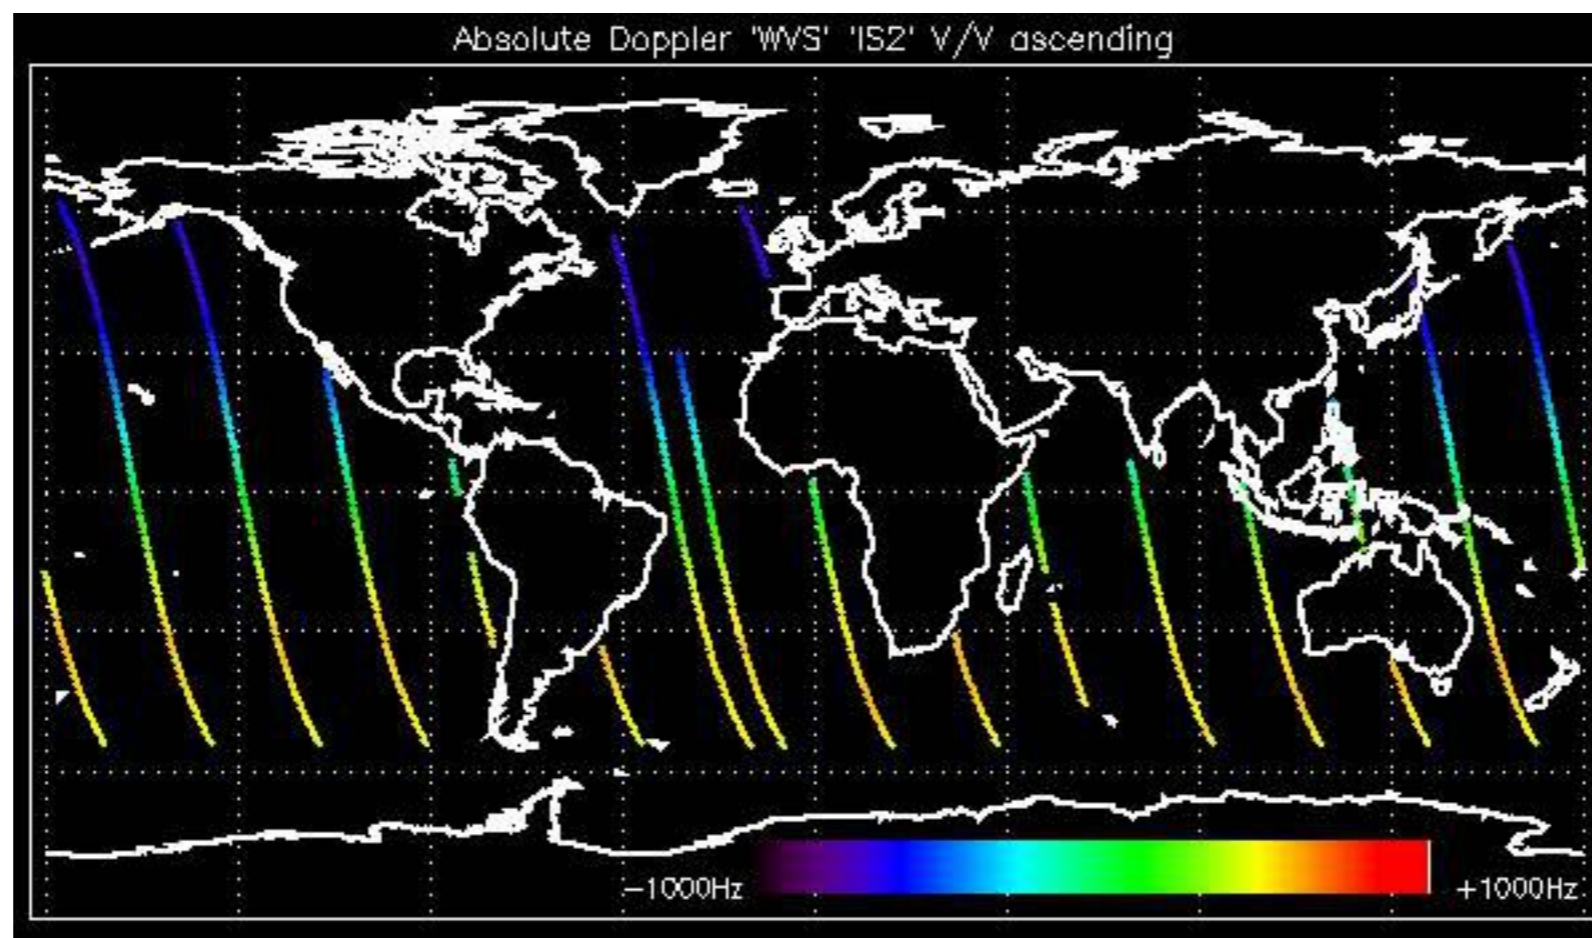 Absolute Doppler 'WVS' 'IS2' V/V ascending
−1000Hz
+1000Hz